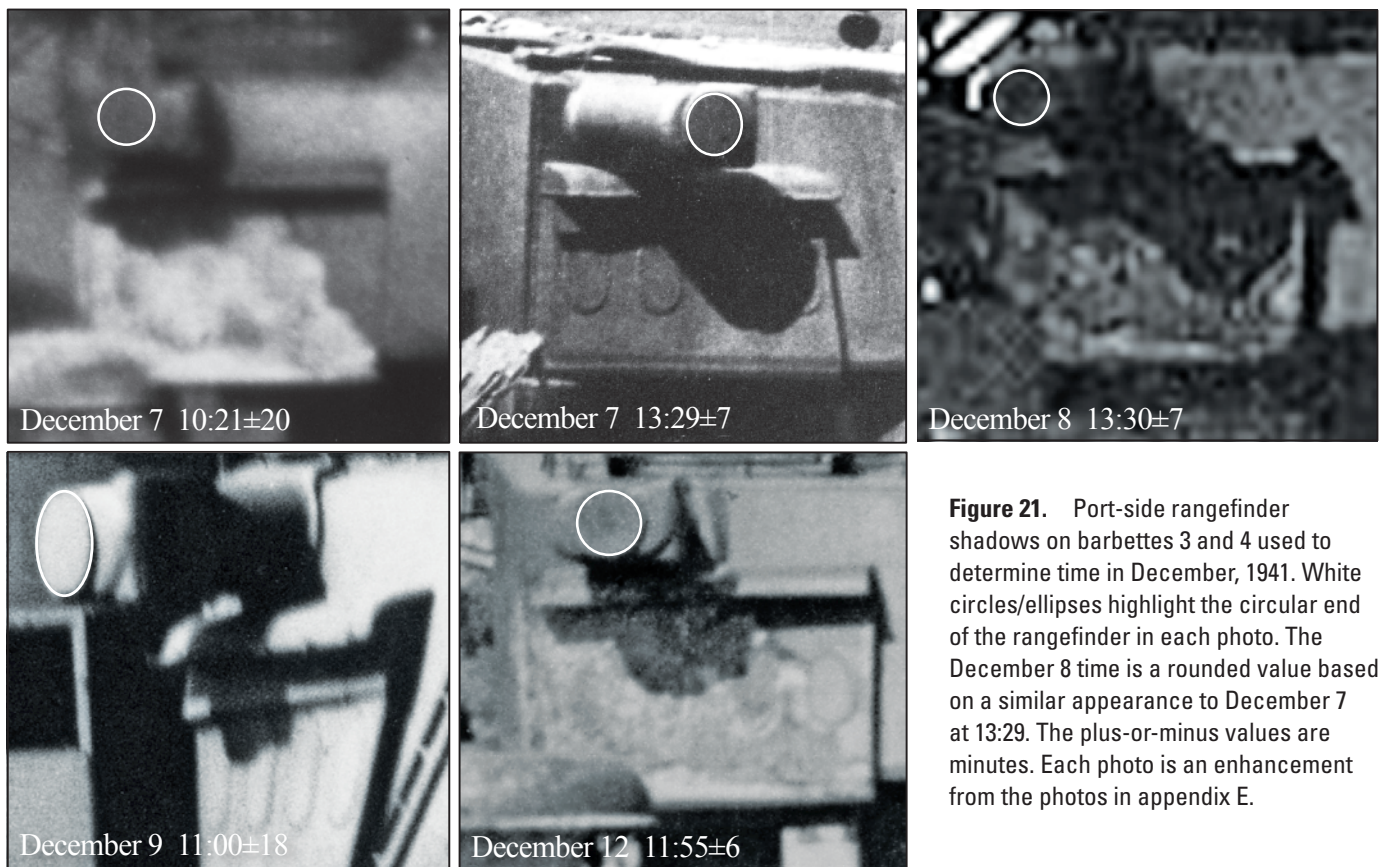 December 7 10:21±20
December 7 13:29±7
December 8 13:30±7
December 9 11:00±18
December 12 11:55±6
Figure 21. Port-side rangefinder
shadows on barbettes 3 and 4 used to
determine time in December, 1941. White
circles/ellipses highlight the circular end
of the rangefinder in each photo. The
December 8 time is a rounded value based
on a similar appearance to December 7
at 13:29. The plus-or-minus values are
minutes. Each photo is an enhancement
from the photos in appendix E.